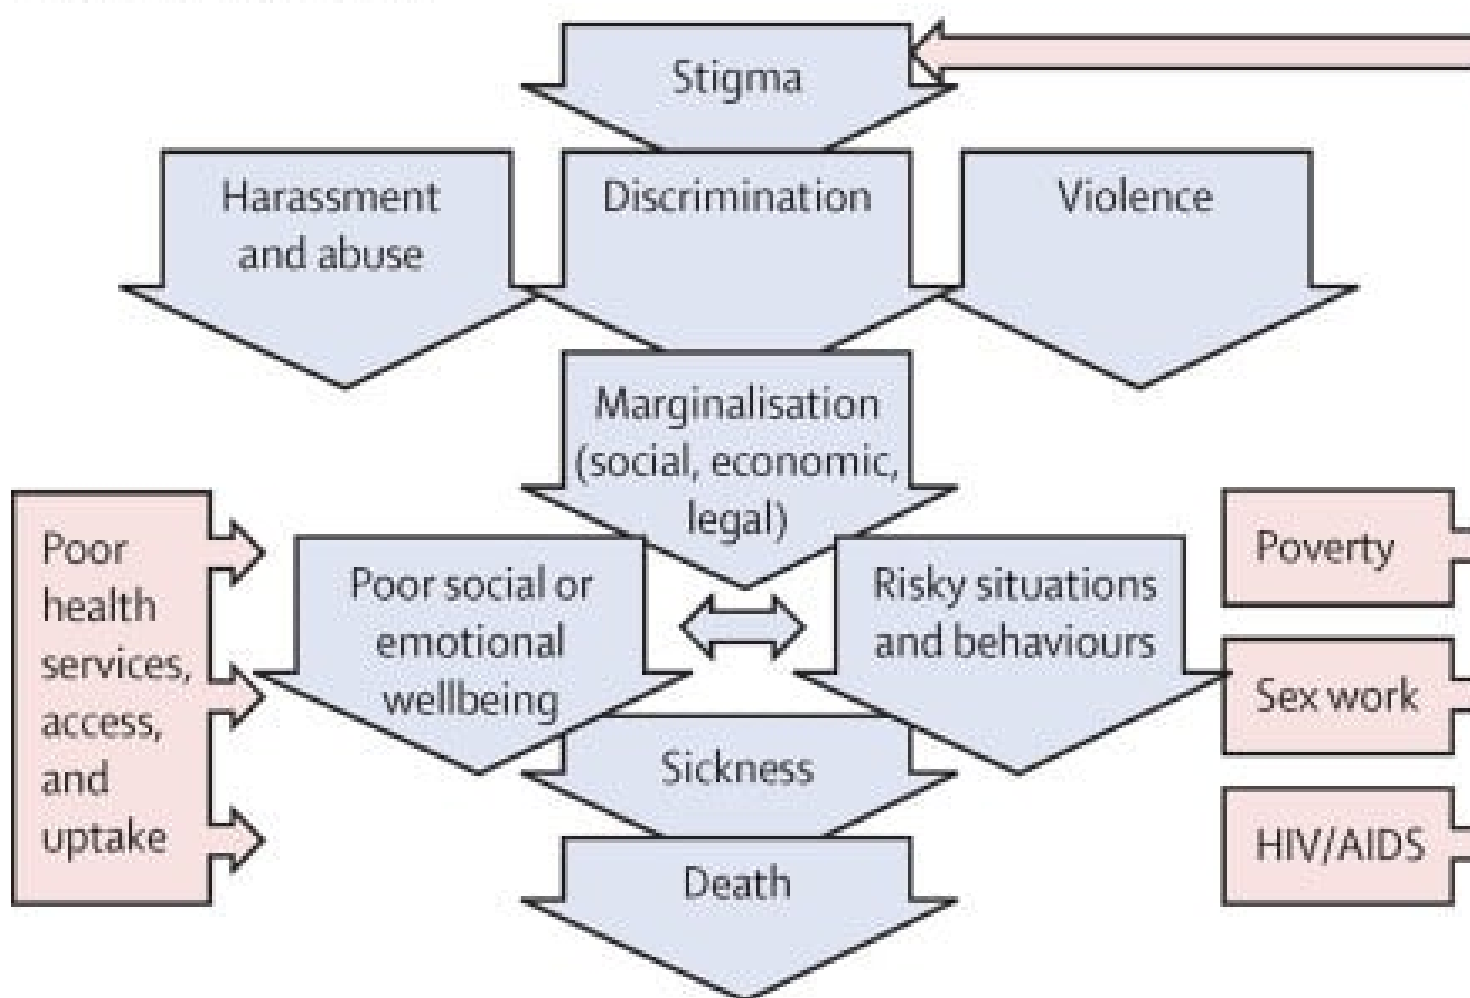 Stigma
Harassment
and abuse
Discrimination
Violence
Marginalisation
(social, economic,
legal)
Poor
health
services,
access,
and
uptake
Poor social or
emotional
wellbeing
Risky situations
and behaviours
Poverty
Sex work
HIV/AIDS
Sickness
Death